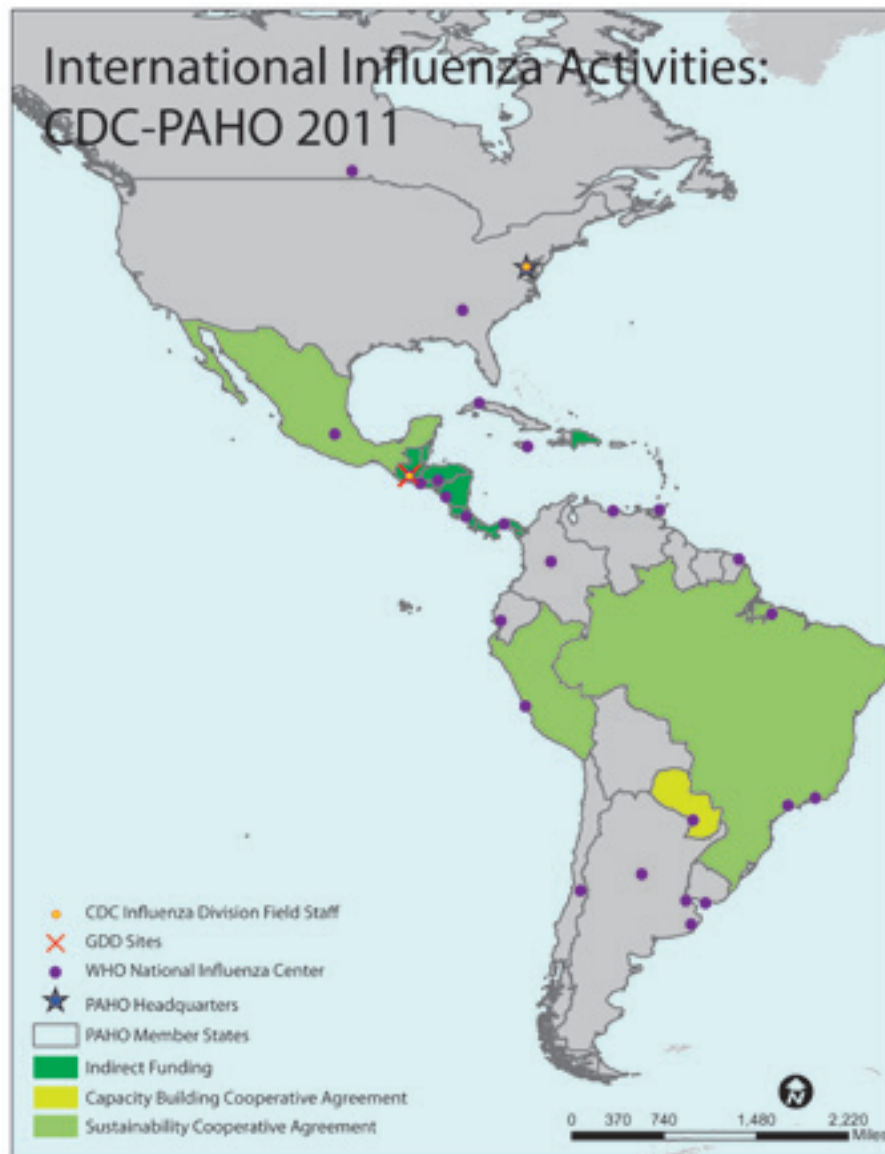 International Influenza Activities:
CDC-PAHO 2011
CDC Influenza Division Field Staff
GDD Sites
WHO National Influenza Center
PAHO Headquarters
PAHO Member States
Indirect Funding
Capacity Building Cooperative Agreement
Sustainability Cooperative Agreement
N
0 370 740 1,480 2,220
Miles